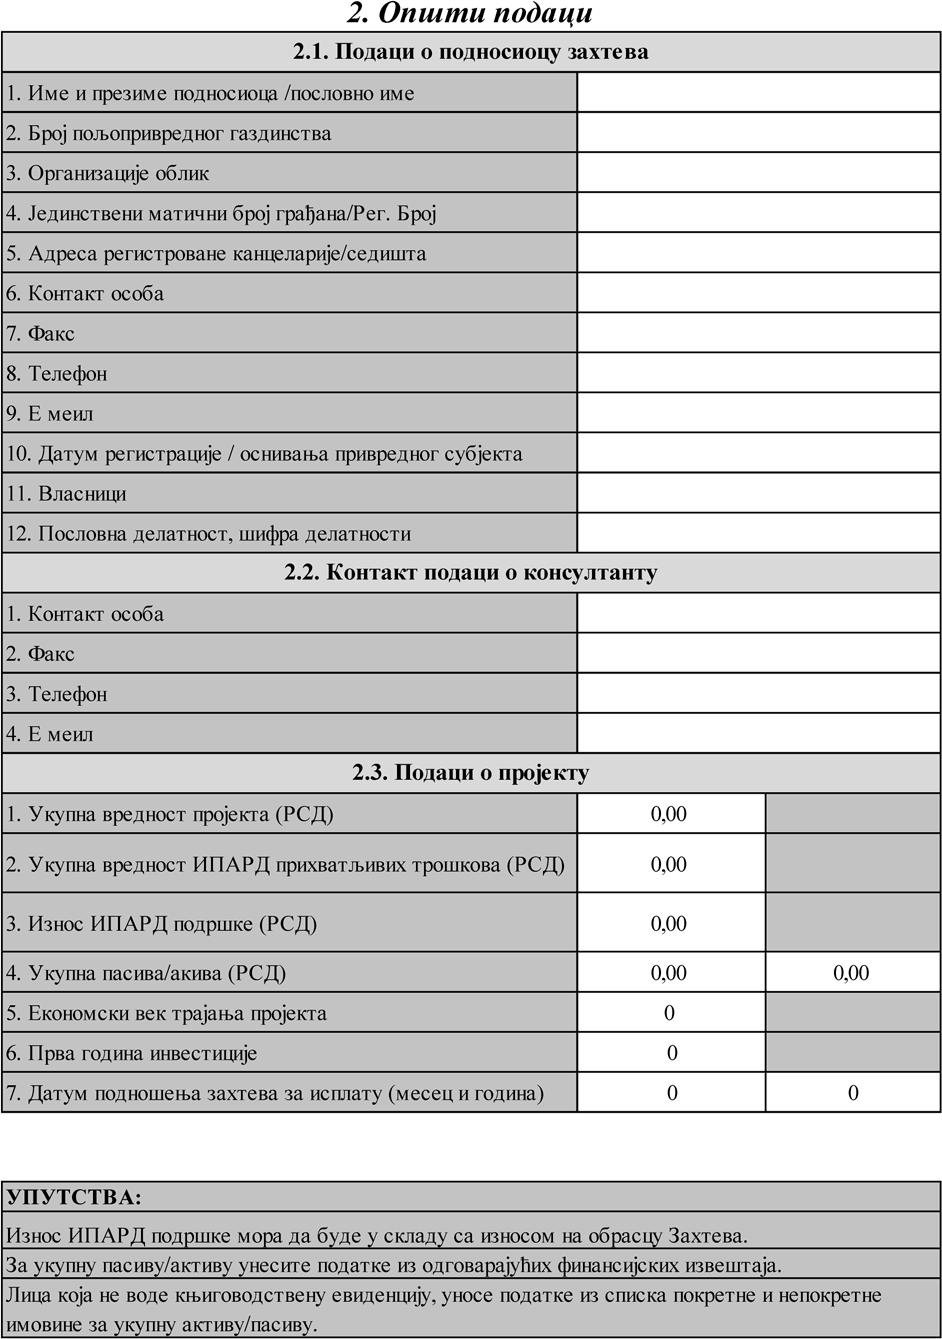 2. Општи подаци
2.1. Подаци о подносиоцу захтева
1. Име и презиме подносиоца /пословно име
2. Број пољопривредног газдинства
3. Организације облик
4. Јединствени матични број грађана/Рег. Број
5. Адреса регистроване канцеларије/седишта
6. Контакт особа
7. Факс
8. Телефон
9. Е меил
10. Датум регистрације / оснивања привредног субјекта
11. Власници
12. Пословна делатност, шифра делатности
2.2. Контакт подаци о консултанту
1. Контакт особа
2. Факс
3. Телефон
4. Е меил
2.3. Подаци о пројекту
1. Укупна вредност пројекта (РСД) 0,00
2. Укупна вредност ИПАРД прихватљивих трошкова (РСД) 0,00
3. Износ ИПАРД подршке (РСД) 0,00
4. Укупна пасива/акива (РСД) 0,00 0,00
5. Економски век трајања пројекта 0
6. Прва година инвестиције 0
7. Датум подношења захтева за исплату (месец и година) 0 0
УПУТСТВА:
Износ ИПАРД подршке мора да буде у складу са износом на обрасцу Захтева.
За укупну пасиву/активу унесите податке из одговарајућих финансијских извештаја.
Лица која не воде књиговодствену евиденцију, уносе податке из списка покретне и непокретне
имовине за укупну активу/пасиву.